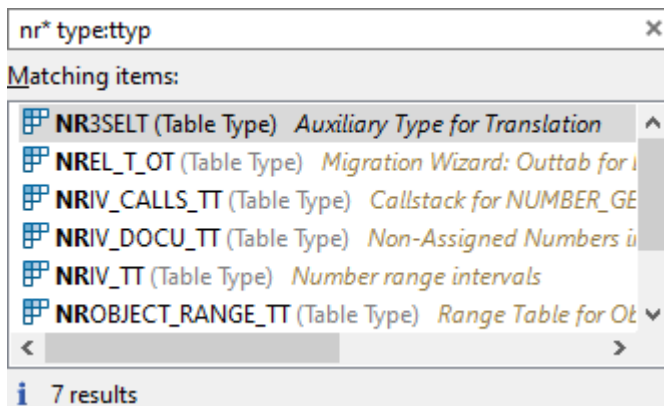 nr* type:ttyp
Matching items:
NR3SELT (Table Type) Auxiliary Type for Translation
NREL_T_OT (Table Type) Migration Wizard: Outtab for
NRIV_CALLS_TT (Table Type) Callstack for NUMBER_GE
NRIV_DOCU_TT (Table Type) Non-Assigned Numbers i
NRIV_TT (Table Type) Number range intervals
NROBJECT_RANGE_TT (Table Type) Range Table for Ob
7 results